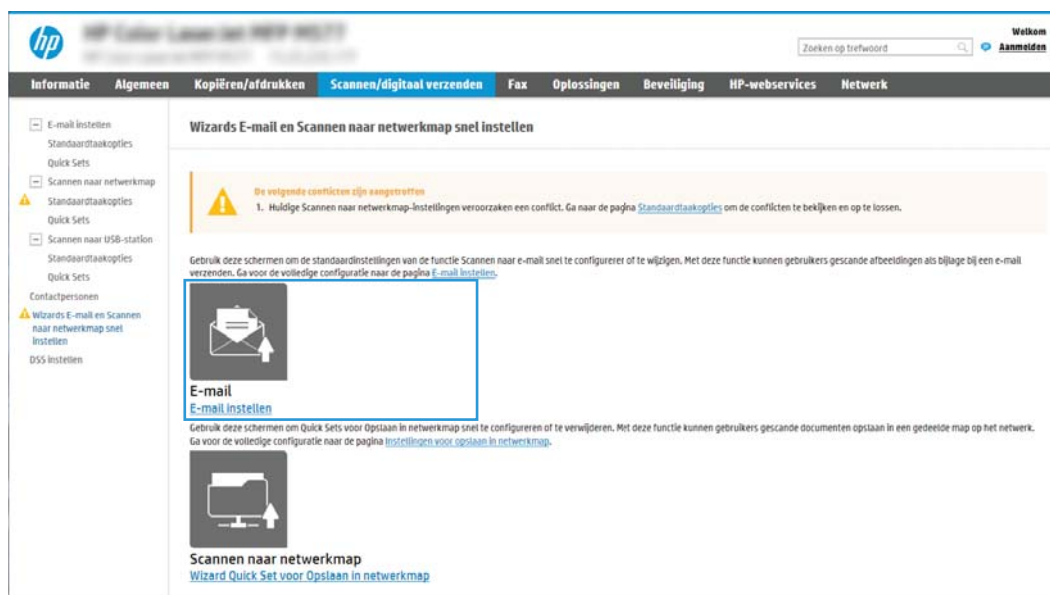 hp
Welkom
Zoeken op trefwoord
Aanmelden
Informatie Algemeen Kopiëren/afdrukken Scannen/digitaal verzenden Fax Oplossingen Beveiliging HP-webservices Netwerk
E-mail instellen
Standaardtaakopties
Quick Sets
Scannen naar netwerkmap
Standaardtaakopties
Quick Sets
Scannen naar USB-station
Standaardtaakopties
Quick Sets
Contactpersonen
Wizards E-mail en Scannen
naar netwerkmap snel
instellen
DSS instellen
Wizards E-mail en Scannen naar netwerkmap snel instellen
De volgende conflicten zijn aangetroffen
1. Huidige Scannen naar netwerkmap-instellingen veroorzaken een conflict. Ga naar de pagina Standaardtaakopties om de conflicten te bekijken en op te lossen.
Gebruik deze schermen om de standaardinstellingen van de functie Scannen naar e-mail snel te configureren of te wijzigen. Met deze functie kunnen gebruikers gescande afbeeldingen als bijlage bij een e-mail
verzenden. Ga voor de volledige configuratie naar de pagina E-mail instellen.
E-mail
E-mail instellen
Gebruik deze schermen om Quick Sets voor Opslaan in netwerkmap snel te configureren of te verwijderen. Met deze functie kunnen gebruikers gescande documenten opslaan in een gedeelde map op het netwerk.
Ga voor de volledige configuratie naar de pagina Instellingen voor opslaan in netwerkmap.
Scannen naar netwerkmap
Wizard Quick Set voor Opslaan in netwerkmap